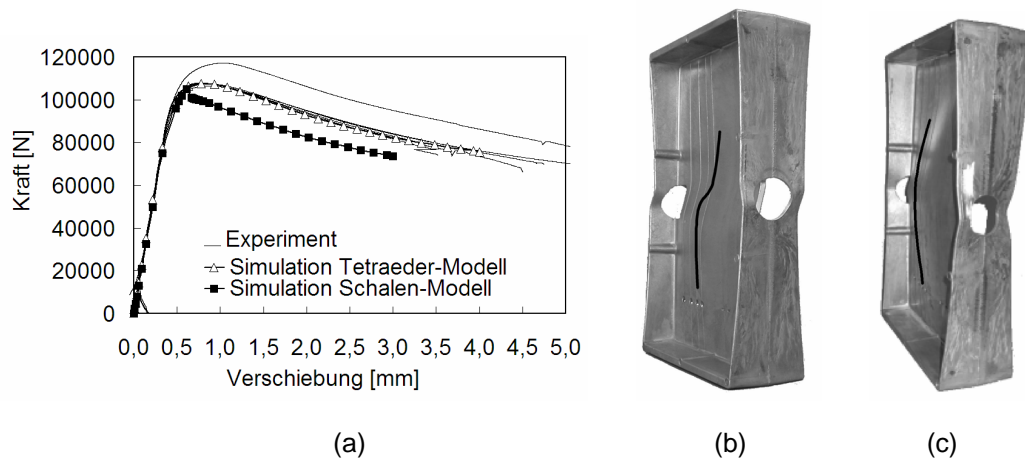 120000
100000
80000
60000
40000
20000
0
Kraft [N]
Experiment
Simulation Tetraeder-Modell
Simulation Schalen-Modell
0,0 0,5 1,0 1,5 2,0 2,5 3,0 3,5 4,0 4,5 5,0
Verschiebung [mm]
(a) (b) (c)